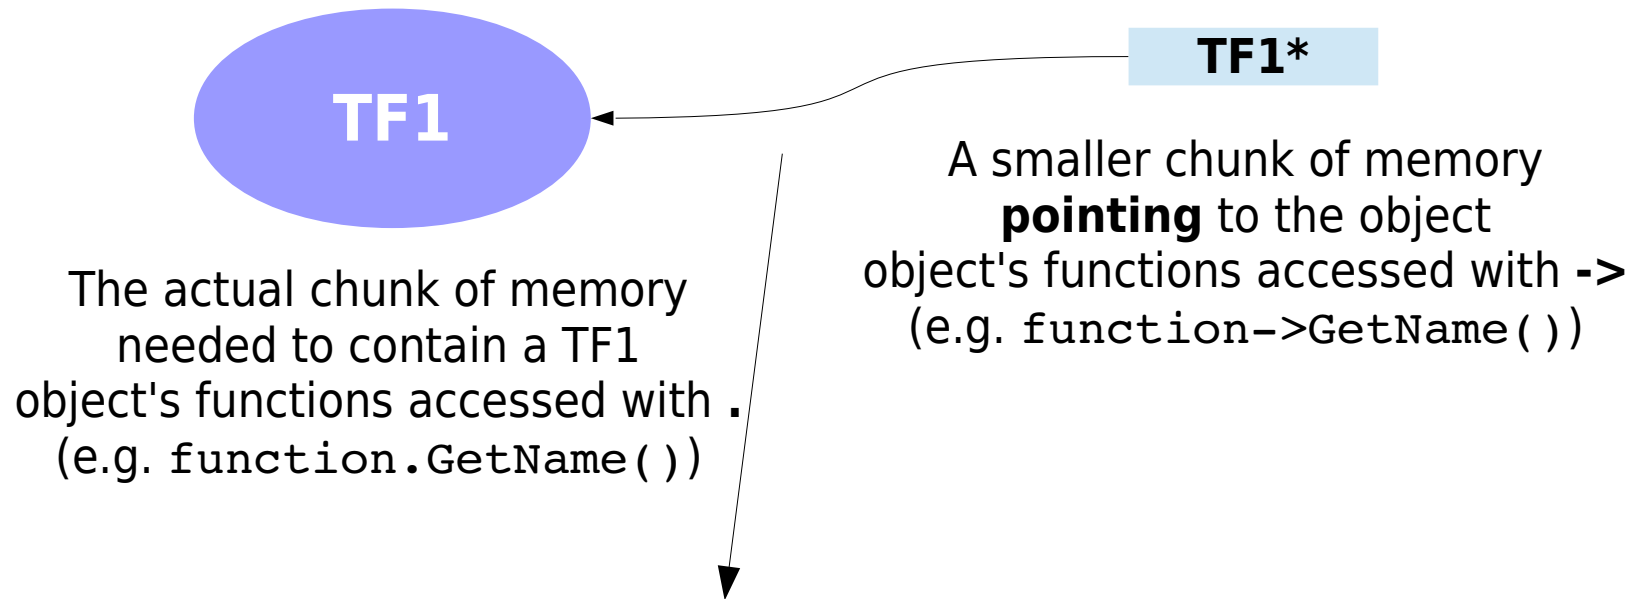 TF1
TF1*
The actual chunk of memory
needed to contain a TF1
object's functions accessed with .
(e.g. function.GetName())
A smaller chunk of memory
pointing to the object
object's functions accessed with ->
(e.g. function->GetName())